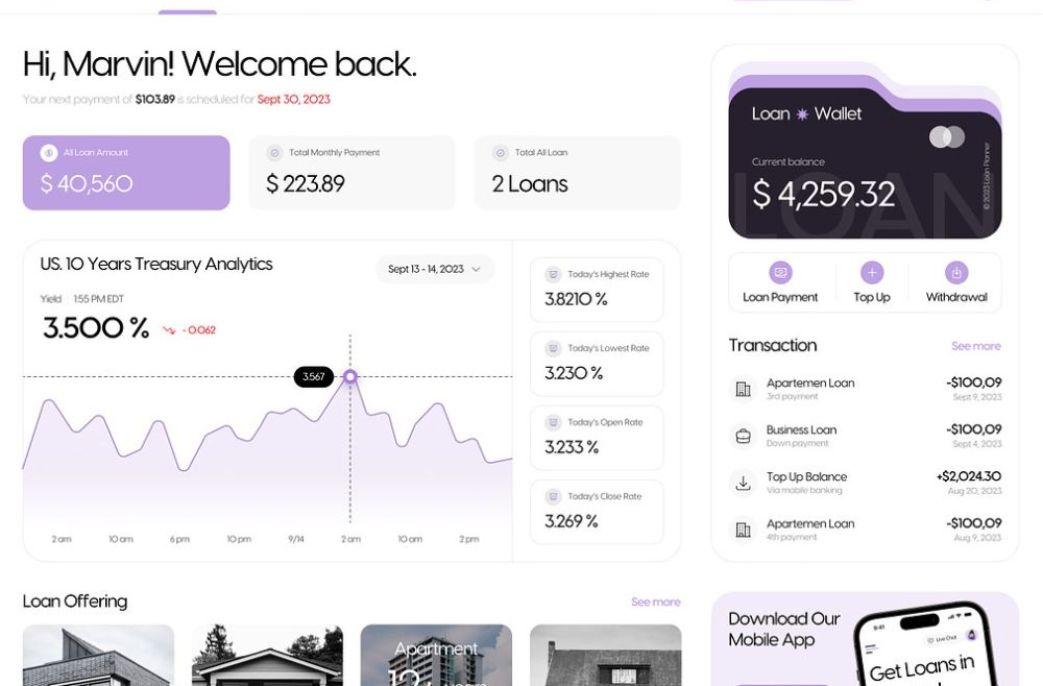 Hi, Marvin! Welcome back.
Your next payment of $103.89 is scheduled for Sept 30, 2023
All Loan Amount
$ 40,560
Total Monthly Payment
$ 223.89
Total All Loan
2 Loans
US. 10 Years Treasury Analytics
Sept 13 - 14, 2023
Yield 1:55 PM EDT
3.500 %
- 0.062
3.567
2 am
10 am
6 pm
10 pm
9/14
2 am
10 am
2 pm
Today's Highest Rate
3.8210 %
Today's Lowest Rate
3.230 %
Today's Open Rate
3.233 %
Today's Close Rate
3.269 %
Loan Offering
See more
Apartment
Loan Wallet
Current balance
$ 4,259.32
LOAN
© 2023 Loan Planner
Loan Payment
Top Up
Withdrawal
Transaction
See more
Apartemen Loan
-$100,09
3rd payment
Sept 9, 2023
Business Loan
-$100,09
Down payment
Sept 4, 2023
Top Up Balance
+$2,024.30
Via mobile banking
Aug 20, 2023
Apartemen Loan
-$100,09
4th payment
Aug 9, 2023
Download Our
Mobile App
9:41
Live Chat
Get Loans in